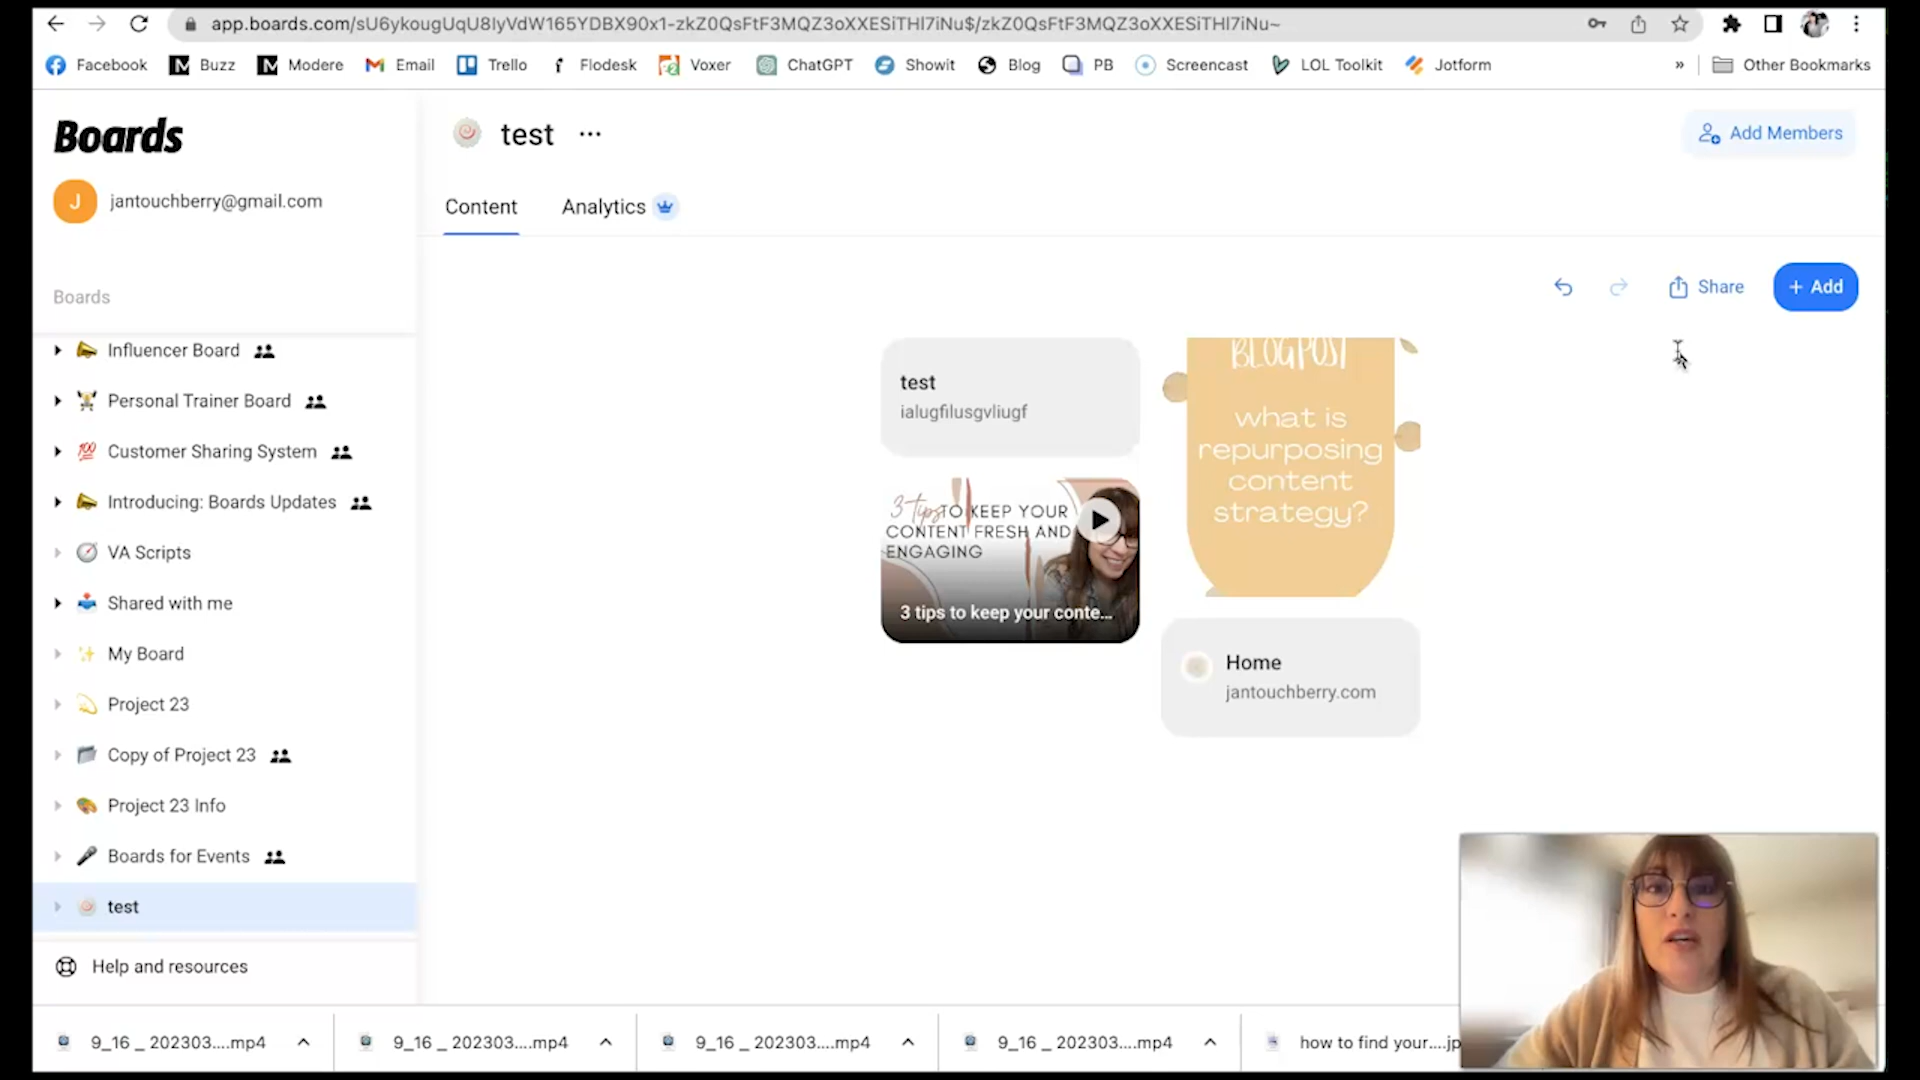 app.boards.com/sU6ykougUqU8IyVdW165YDBX90x1-zkZ0QsFtF3MQZ3oXXESiTHI7iNu$/zkZ0QsFtF3MQZ3oXXESiTHI7iNu~
Facebook Buzz Modere Email Trello Flodesk Voxer ChatGPT Showit Blog PB Screencast LOL Toolkit Jotform » Other Bookmarks
Boards
J jantouchberry@gmail.com
Boards
Influencer Board
Personal Trainer Board
Customer Sharing System
Introducing: Boards Updates
VA Scripts
Shared with me
My Board
Project 23
Copy of Project 23
Project 23 Info
Boards for Events
test
Help and resources
test ...
Add Members
Content Analytics
Share + Add
test
ialugfilusgvliugf
3 tips TO KEEP YOUR
CONTENT FRESH AND
ENGAGING
3 tips to keep your conte...
BLOG POST
what is
repurposing
content
strategy?
Home
jantouchberry.com
9_16 _ 202303....mp4
9_16 _ 202303....mp4
9_16 _ 202303....mp4
9_16 _ 202303....mp4
how to find your....jp